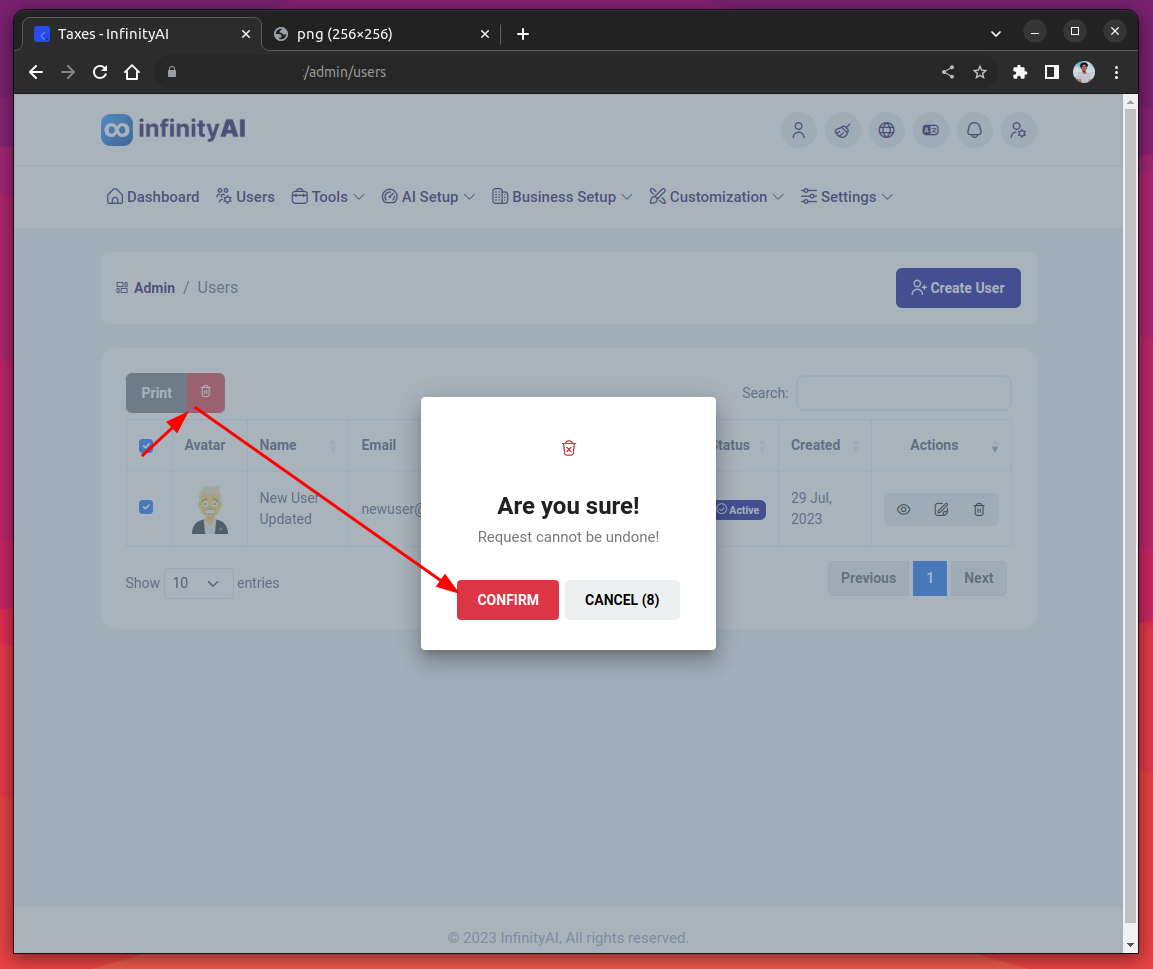 Taxes - InfinityAI
png (256×256)
:/admin/users
infinityAI
Dashboard
Users
Tools
AI Setup
Business Setup
Customization
Settings
Admin / Users
Create User
Print
Search:
Avatar
Name
Email
Status
Created
Actions
New User
Updated
newuser@
Active
29 Jul,
2023
Show 10 entries
Previous
1
Next
Are you sure!
Request cannot be undone!
CONFIRM
CANCEL (8)
© 2023 InfinityAI, All rights reserved.